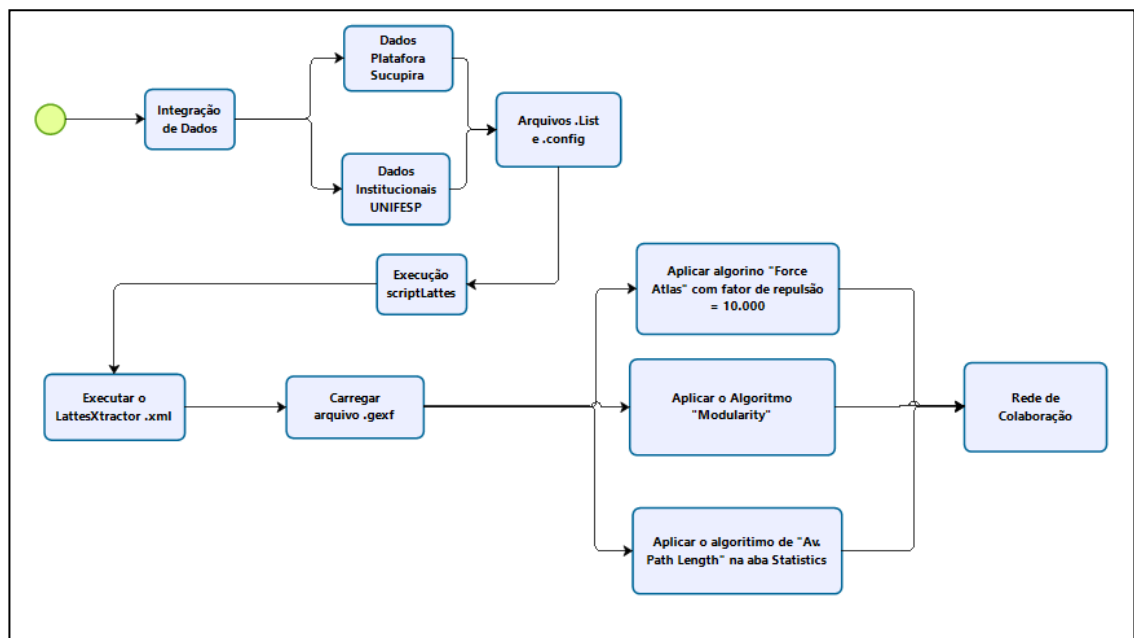 Dados
Platafora
Sucupira
Integração
de Dados
Arquivos .List
e .config
Dados
Institucionais
UNIFESP
Execução
scriptLattes
Aplicar algorino "Force
Atlas" com fator de repulsão
= 10.000
Executar o
LattesXtractor .xml
Carregar
arquivo .gexf
Aplicar o Algoritmo
"Modularity"
Rede de
Colaboração
Aplicar o algoritimo de "Av.
Path Length" na aba Statistics